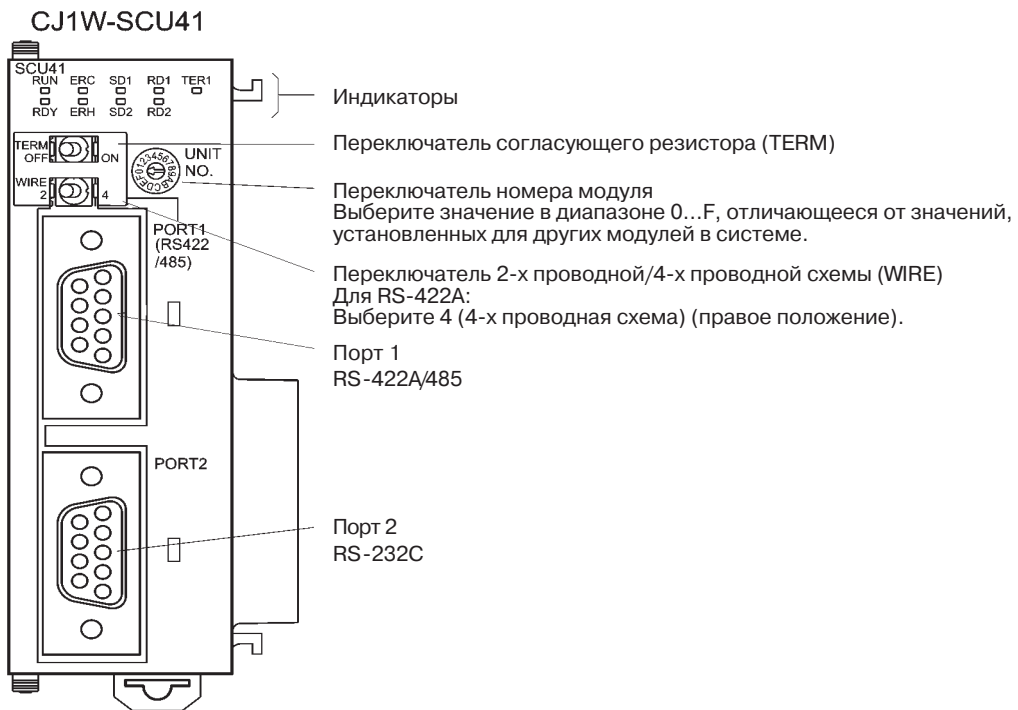 CJ1W-SCU41
SCU41
RUN ERC SD1 RD1 TER1
RDY ERH SD2 RD2
Индикаторы
TERM
OFF ON
Переключатель согласующего резистора (TERM)
0123456789ABCDEF
UNIT
NO.
WIRE
2 4
Переключатель номера модуля
Выберите значение в диапазоне 0...F, отличающееся от значений,
установленных для других модулей в системе.
PORT1
(RS422
/485)
Переключатель 2-х проводной/4-х проводной схемы (WIRE)
Для RS-422A:
Выберите 4 (4-х проводная схема) (правое положение).
Порт 1
RS-422A/485
PORT2
Порт 2
RS-232C